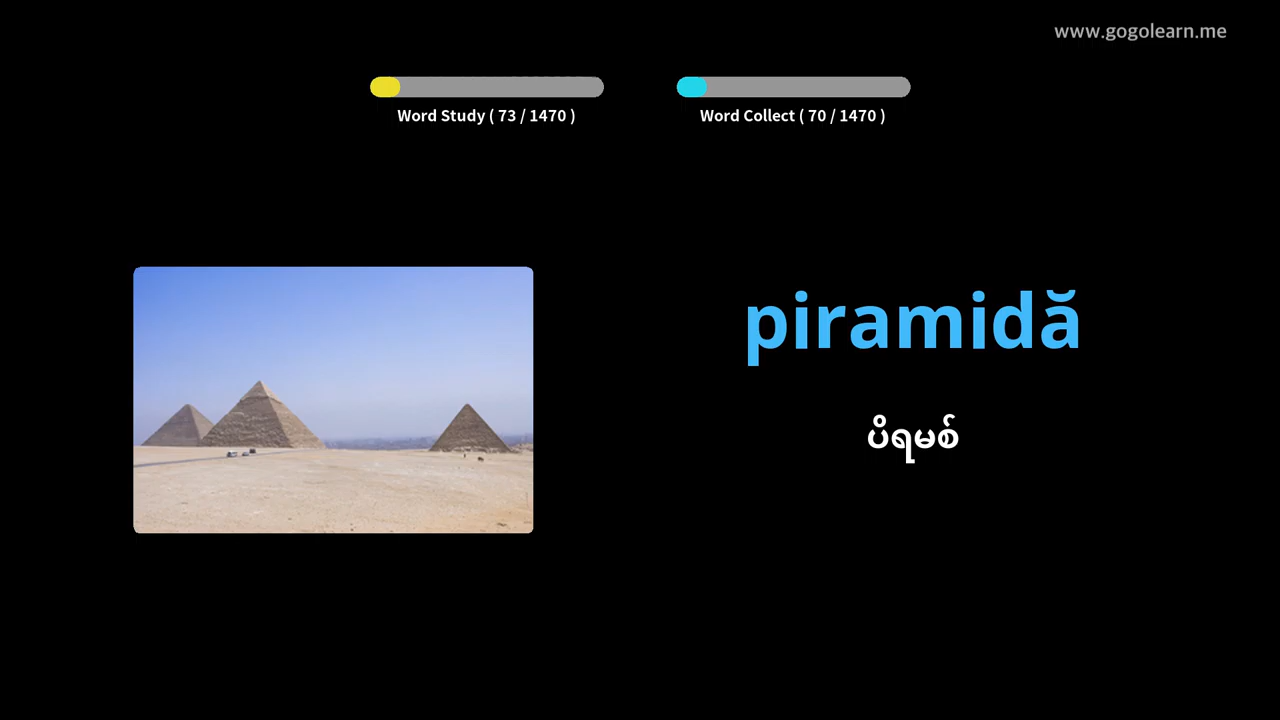 www.gogolearn.me
Word Study ( 73 / 1470 )
Word Collect ( 70 / 1470 )
piramidă
ပိရမစ်